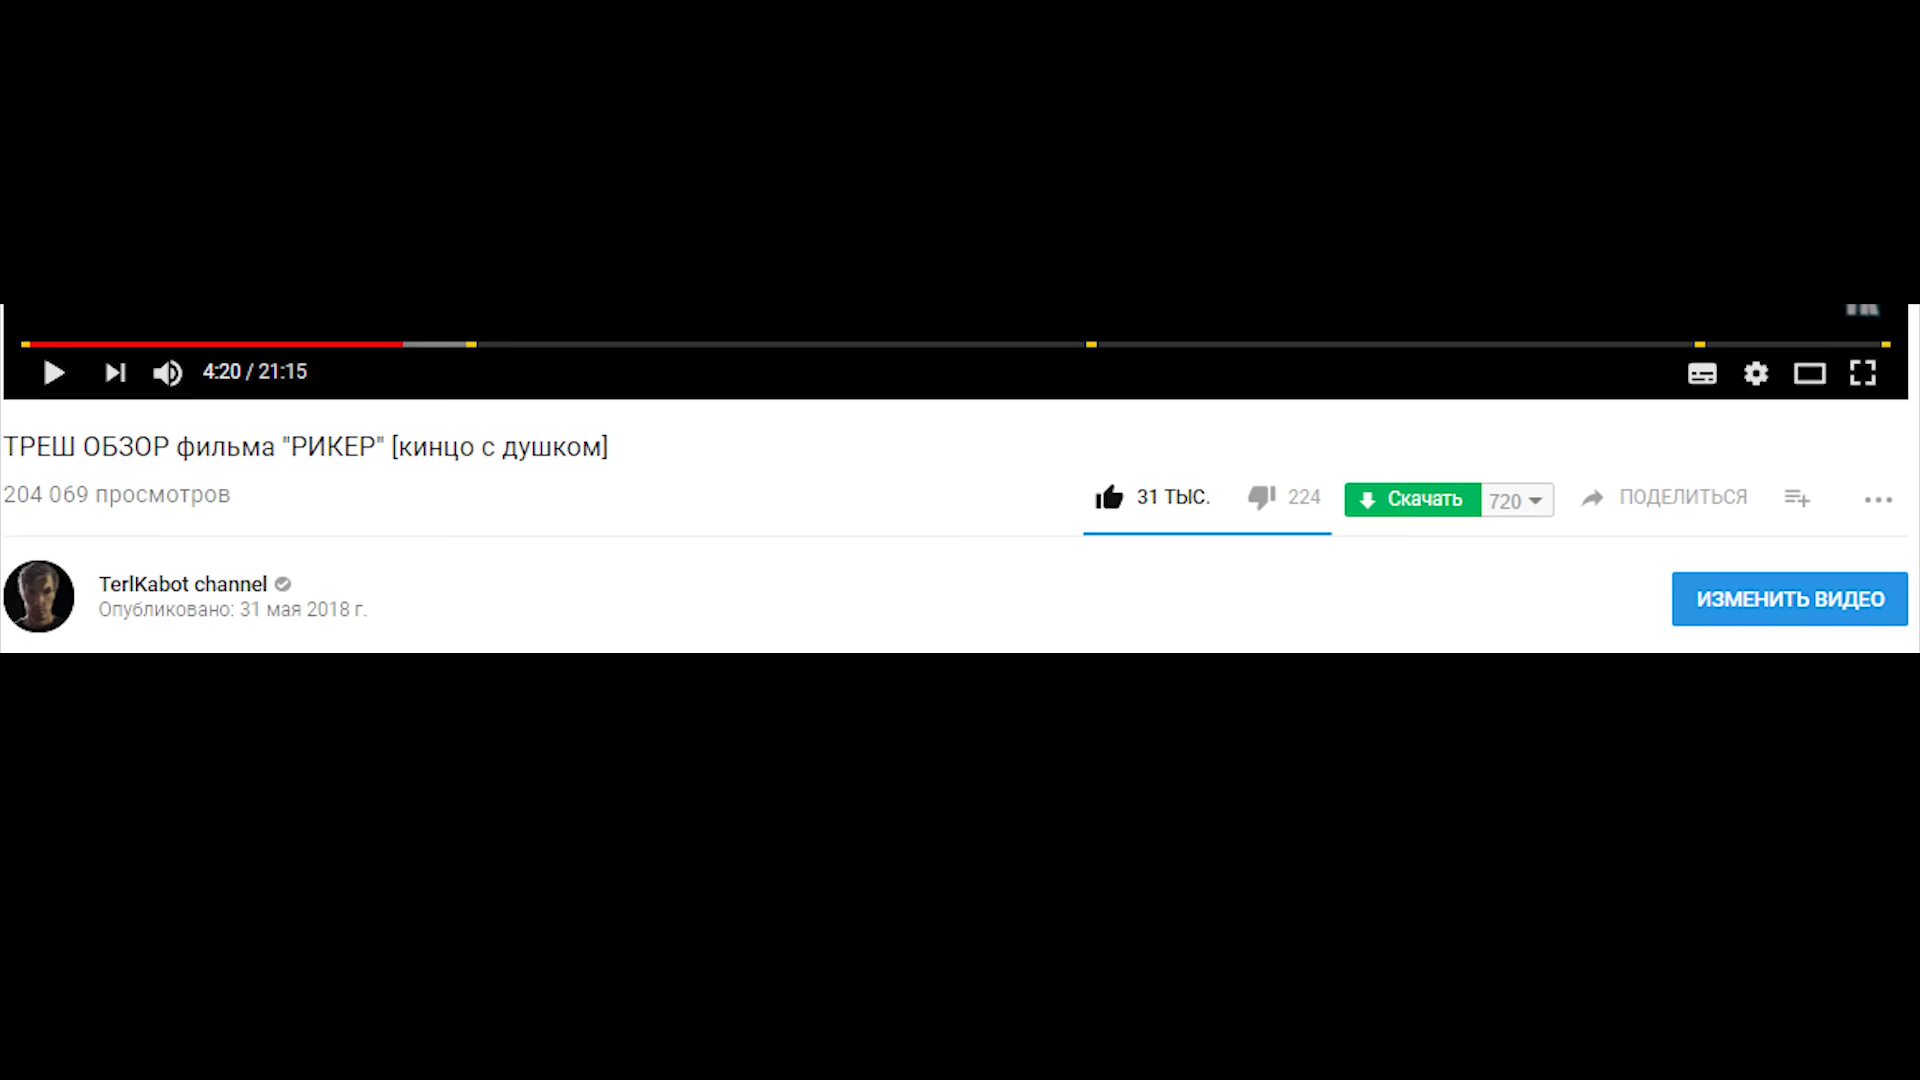 4:20 / 21:15
ТРЕШ ОБЗОР фильма "РИКЕР" [кинцо с душком]
204 069 просмотров
31 ТЫС. 224 Скачать 720 ПОДЕЛИТЬСЯ
TerlKabot channel
Опубликовано: 31 мая 2018 г.
ИЗМЕНИТЬ ВИДЕО